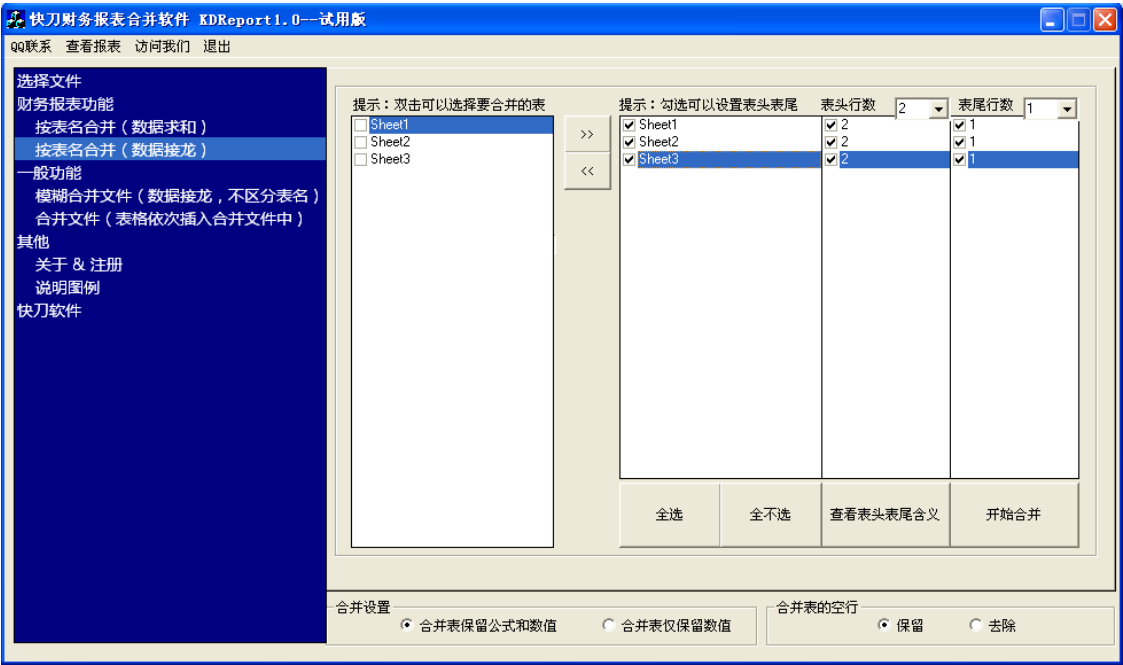 快刀财务报表合并软件 KDReport1.0--试用版
QQ联系 查看报表 访问我们 退出
选择文件
财务报表功能
按表名合并(数据求和)
按表名合并(数据接龙)
一般功能
模糊合并文件(数据接龙,不区分表名)
合并文件(表格依次插入合并文件中)
其他
关于 & 注册
说明图例
快刀软件
提示:双击可以选择要合并的表
Sheet1
Sheet2
Sheet3
>>
<<
提示:勾选可以设置表头表尾 表头行数 2 表尾行数 1
Sheet1 2 1
Sheet2 2 1
Sheet3 2 1
全选 全不选 查看表头表尾含义 开始合并
合并设置
合并表保留公式和数值 合并表仅保留数值
合并表的空行
保留 去除